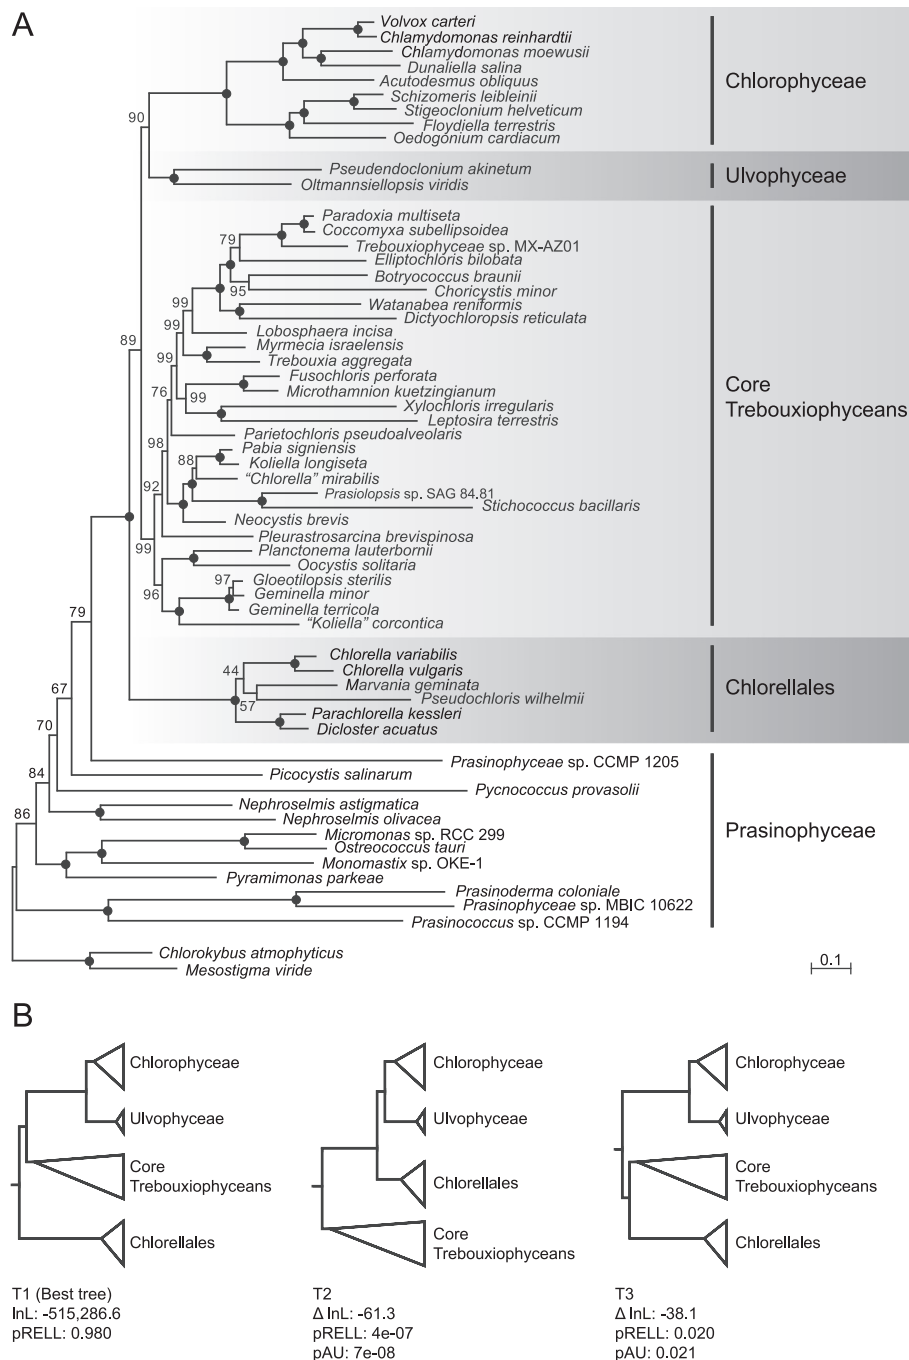 A
Volvox carteri
Chlamydomonas reinhardtii
Chlamydomonas moewusii
Dunaliella salina
Acutodesmus obliquus
Schizomeris leibleinii
Stigeoclonium helveticum
Floydiella terrestris
Oedogonium cardiacum
Chlorophyceae
90
Pseudendoclonium akinetum
Oltmannsiellopsis viridis
Ulvophyceae
Paradoxia multiseta
Coccomyxa subellipsoidea
Trebouxiophyceae sp. MX-AZ01
79
Elliptochloris bilobata
Botryococcus braunii
95
Choricystis minor
Watanabea reniformis
Dictyochloropsis reticulata
99
Lobosphaera incisa
99
Myrmecia israelensis
Trebouxia aggregata
89
99
Fusochloris perforata
Microthamnion kuetzingianum
99
76
Xylochloris irregularis
Leptosira terrestris
Parietochloris pseudoalveolaris
98
Pabia signiensis
88
Koliella longiseta
"Chlorella" mirabilis
92
Prasiolopsis sp. SAG 84.81
Stichococcus bacillaris
Neocystis brevis
Pleurastrosarcina brevispinosa
99
Planctonema lauterbornii
Oocystis solitaria
96
97
Gloeotilopsis sterilis
Geminella minor
Geminella terricola
"Koliella" corcontica
Core
Trebouxiophyceans
79
Chlorella variabilis
44
Chlorella vulgaris
Marvania geminata
57
Pseudochloris wilhelmii
Parachlorella kessleri
Dicloster acuatus
Chlorellales
67
70
Prasinophyceae sp. CCMP 1205
Picocystis salinarum
84
Pycnococcus provasolii
Nephroselmis astigmatica
Nephroselmis olivacea
86
Micromonas sp. RCC 299
Ostreococcus tauri
Monomastix sp. OKE-1
Pyramimonas parkeae
Prasinoderma coloniale
Prasinophyceae sp. MBIC 10622
Prasinococcus sp. CCMP 1194
Prasinophyceae
Chlorokybus atmophyticus
Mesostigma viride
0.1
B
Chlorophyceae
Ulvophyceae
Core
Trebouxiophyceans
Chlorellales
T1 (Best tree)
lnL: -515,286.6
pRELL: 0.980
Chlorophyceae
Ulvophyceae
Chlorellales
Core
Trebouxiophyceans
T2
Δ lnL: -61.3
pRELL: 4e-07
pAU: 7e-08
Chlorophyceae
Ulvophyceae
Core
Trebouxiophyceans
Chlorellales
T3
Δ lnL: -38.1
pRELL: 0.020
pAU: 0.021